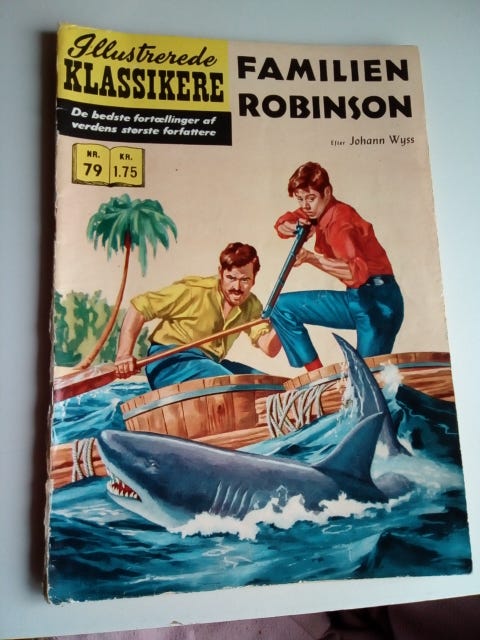 Illustrerede
KLASSIKERE
De bedste fortællinger af
verdens største forfattere
NR.
79
KR.
1.75
FAMILIEN
ROBINSON
Efter Johann Wyss